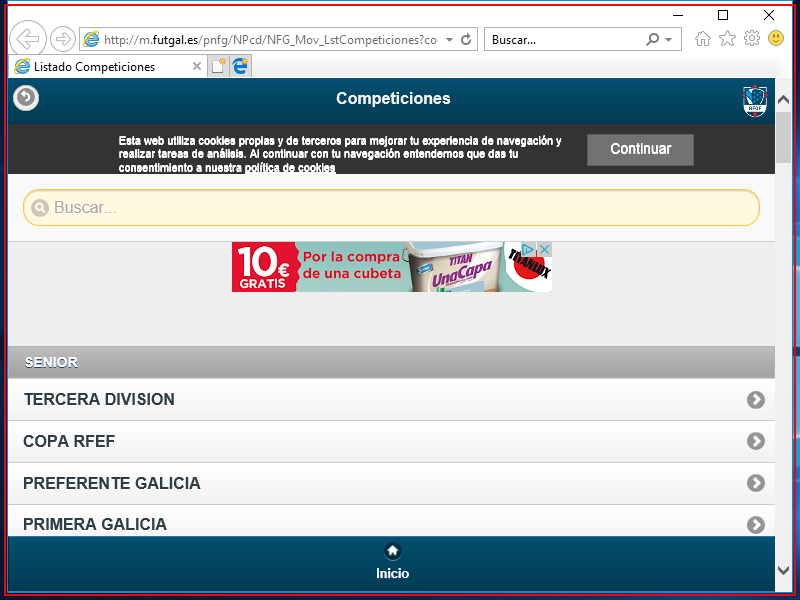 http://m.futgal.es/pnfg/NPcd/NFG_Mov_LstCompeticiones?co
Buscar...
Listado Competiciones
Competiciones
RFGF
Esta web utiliza cookies propias y de terceros para mejorar tu experiencia de navegación y
realizar tareas de análisis. Al continuar con tu navegación entendemos que das tu
consentimiento a nuestra política de cookies
Continuar
Buscar...
10€
GRATIS
Por la compra
de una cubeta
TITAN
UnaCapa
TITANLUX
SENIOR
TERCERA DIVISION
COPA RFEF
PREFERENTE GALICIA
PRIMERA GALICIA
Inicio